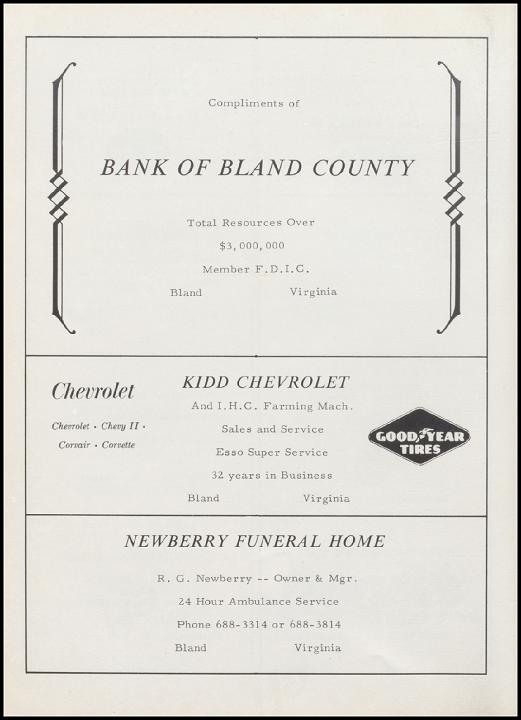 Compliments of
BANK OF BLAND COUNTY
Total Resources Over
$3,000,000
Member F.D.I.C.
Bland Virginia
Chevrolet
Chevrolet • Chevy II •
Corvair • Corvette
KIDD CHEVROLET
And I.H.C. Farming Mach.
Sales and Service
Esso Super Service
32 years in Business
Bland Virginia
GOOD YEAR
TIRES
NEWBERRY FUNERAL HOME
R. G. Newberry -- Owner & Mgr.
24 Hour Ambulance Service
Phone 688-3314 or 688-3814
Bland Virginia